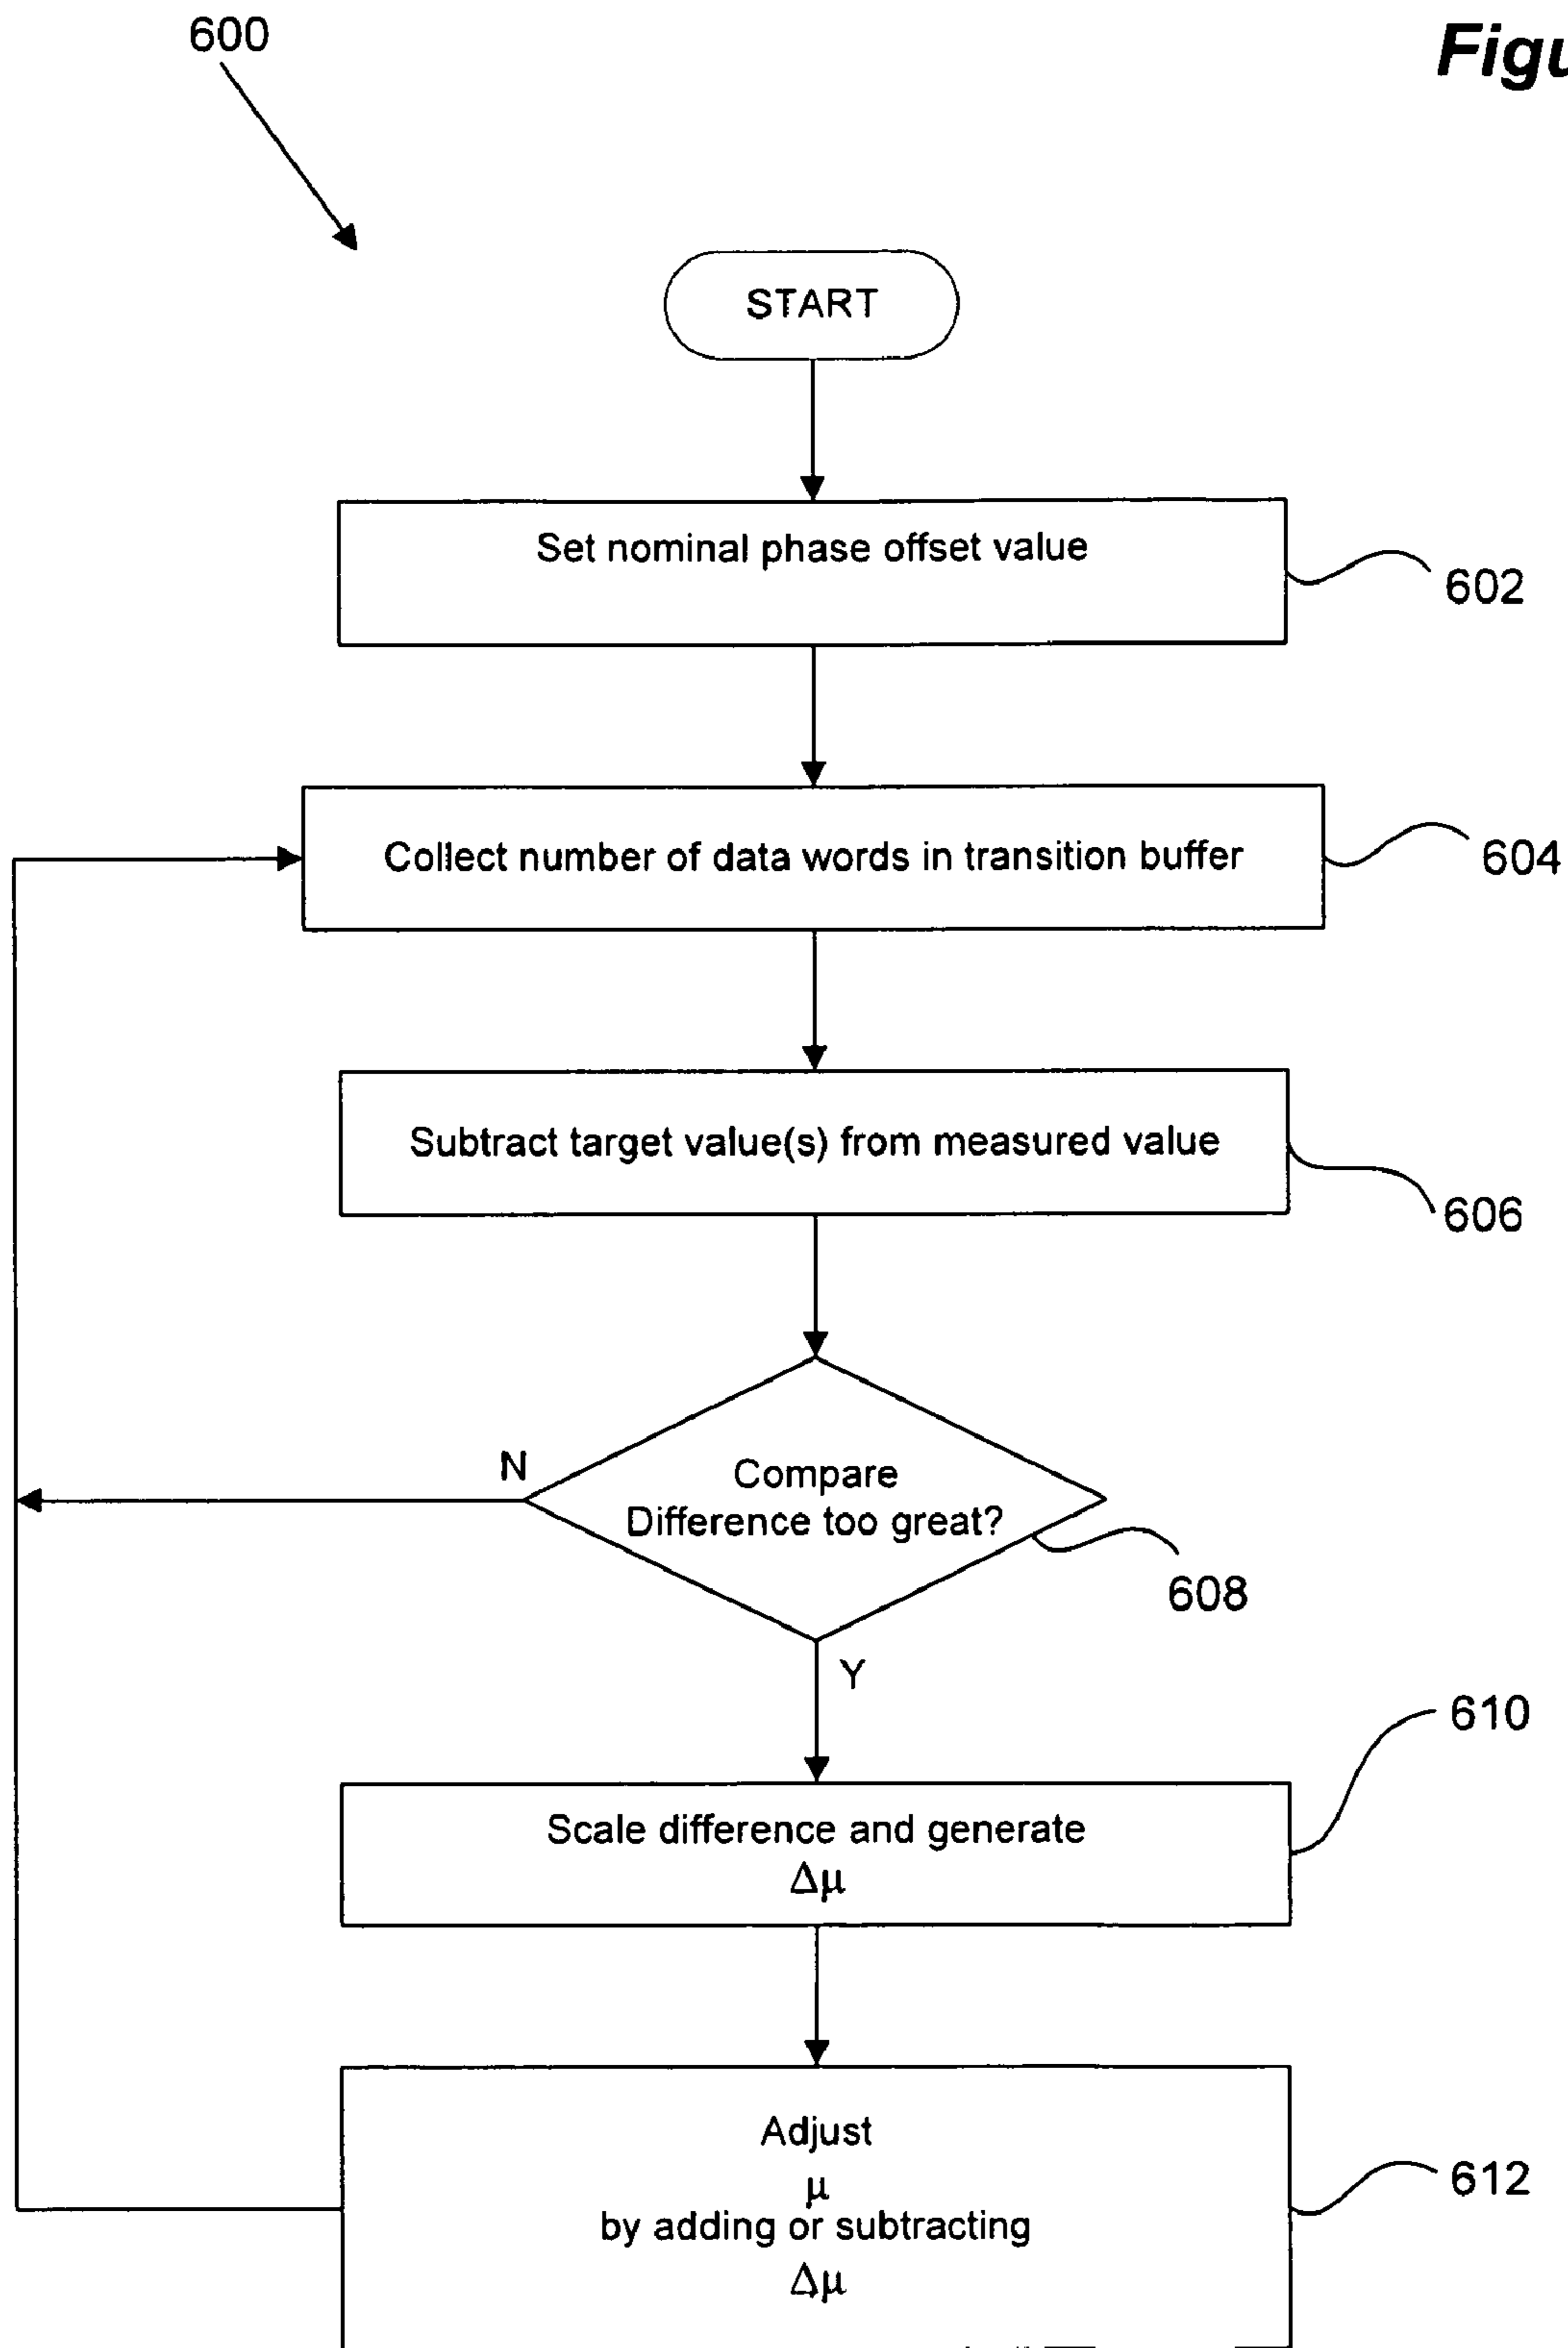 600
START
Set nominal phase offset value
602
Collect number of data words in transition buffer
604
Subtract target value(s) from measured value
606
N
Compare
Difference too great?
608
Y
610
Scale difference and generate
Δμ
Adjust
μ
by adding or subtracting
Δμ
612